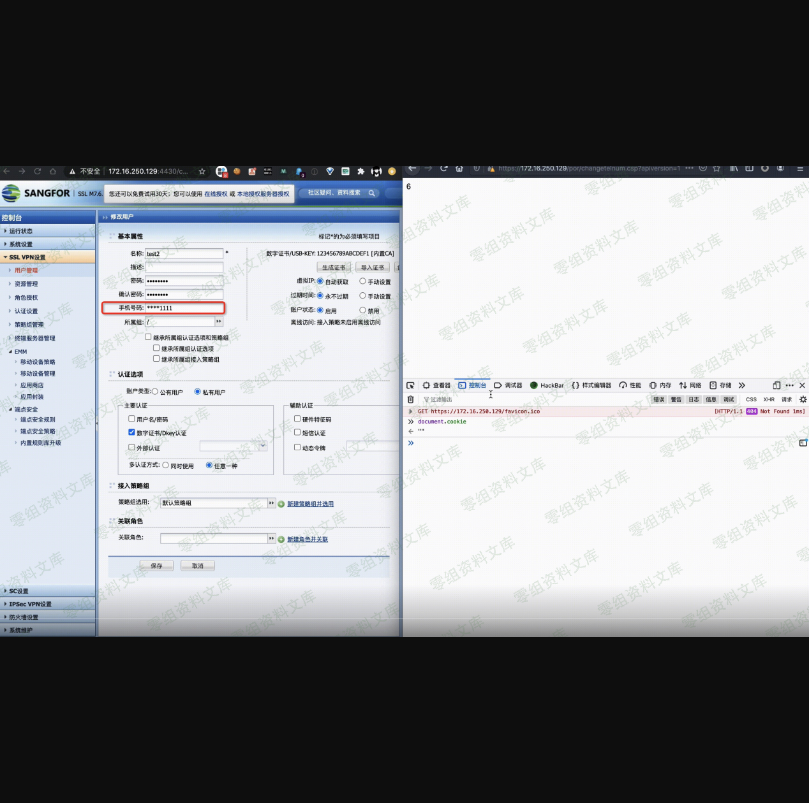 不安全 172.16.250.129:4430/c...
https://172.16.250.129/por/changetelnum.csp?apiversion=1
SANGFOR SSL M7.6
您还可以免费试用30天；您可以使用 在线授权 或 本地授权服务器授权
社区疑问、资料搜索
6
控制台
修改用户
运行状态
系统设置
SSL VPN设置
用户管理
资源管理
角色授权
认证设置
策略组管理
终端服务器管理
EMM
移动设备策略
移动设备管理
应用商店
应用封装
端点安全
端点安全规则
端点安全策略
内置规则库升级
SC设置
IPSec VPN设置
防火墙设置
系统维护
基本属性
标记*的为必须填写项目
名称: test2 *
数字证书/USB-KEY: 123456789ABCDEF1 [内置CA]
描述:
生成证书 导入证书
密码: ••••••••
虚拟IP: 自动获取 手动设置
确认密码: ••••••••
过期时间: 永不过期 手动设置
手机号码: ****1111
账户状态: 启用 禁用
所属组: /
离线访问: 接入策略未启用离线访问
继承所属组认证选项和策略组
继承所属组认证选项
继承所属组接入策略组
认证选项
账户类型: 公有用户 私有用户
主要认证
辅助认证
用户名/密码
硬件特征码
数字证书/Dkey认证
短信认证
外部认证
动态令牌
多认证方式: 同时使用 任意一种
接入策略组
策略组选用: 默认策略组 新建策略组并选用
关联角色
关联角色: 新建角色并关联
保存 取消
查看器 控制台 调试器 HackBar {} 样式编辑器 性能 内存 网络 存储
过滤输出
错误 警告 日志 信息 调试 CSS XHR 请求
GET https://172.16.250.129/favicon.ico [HTTP/1.1 404 Not Found 1ms]
document.cookie
""
零组资料文库